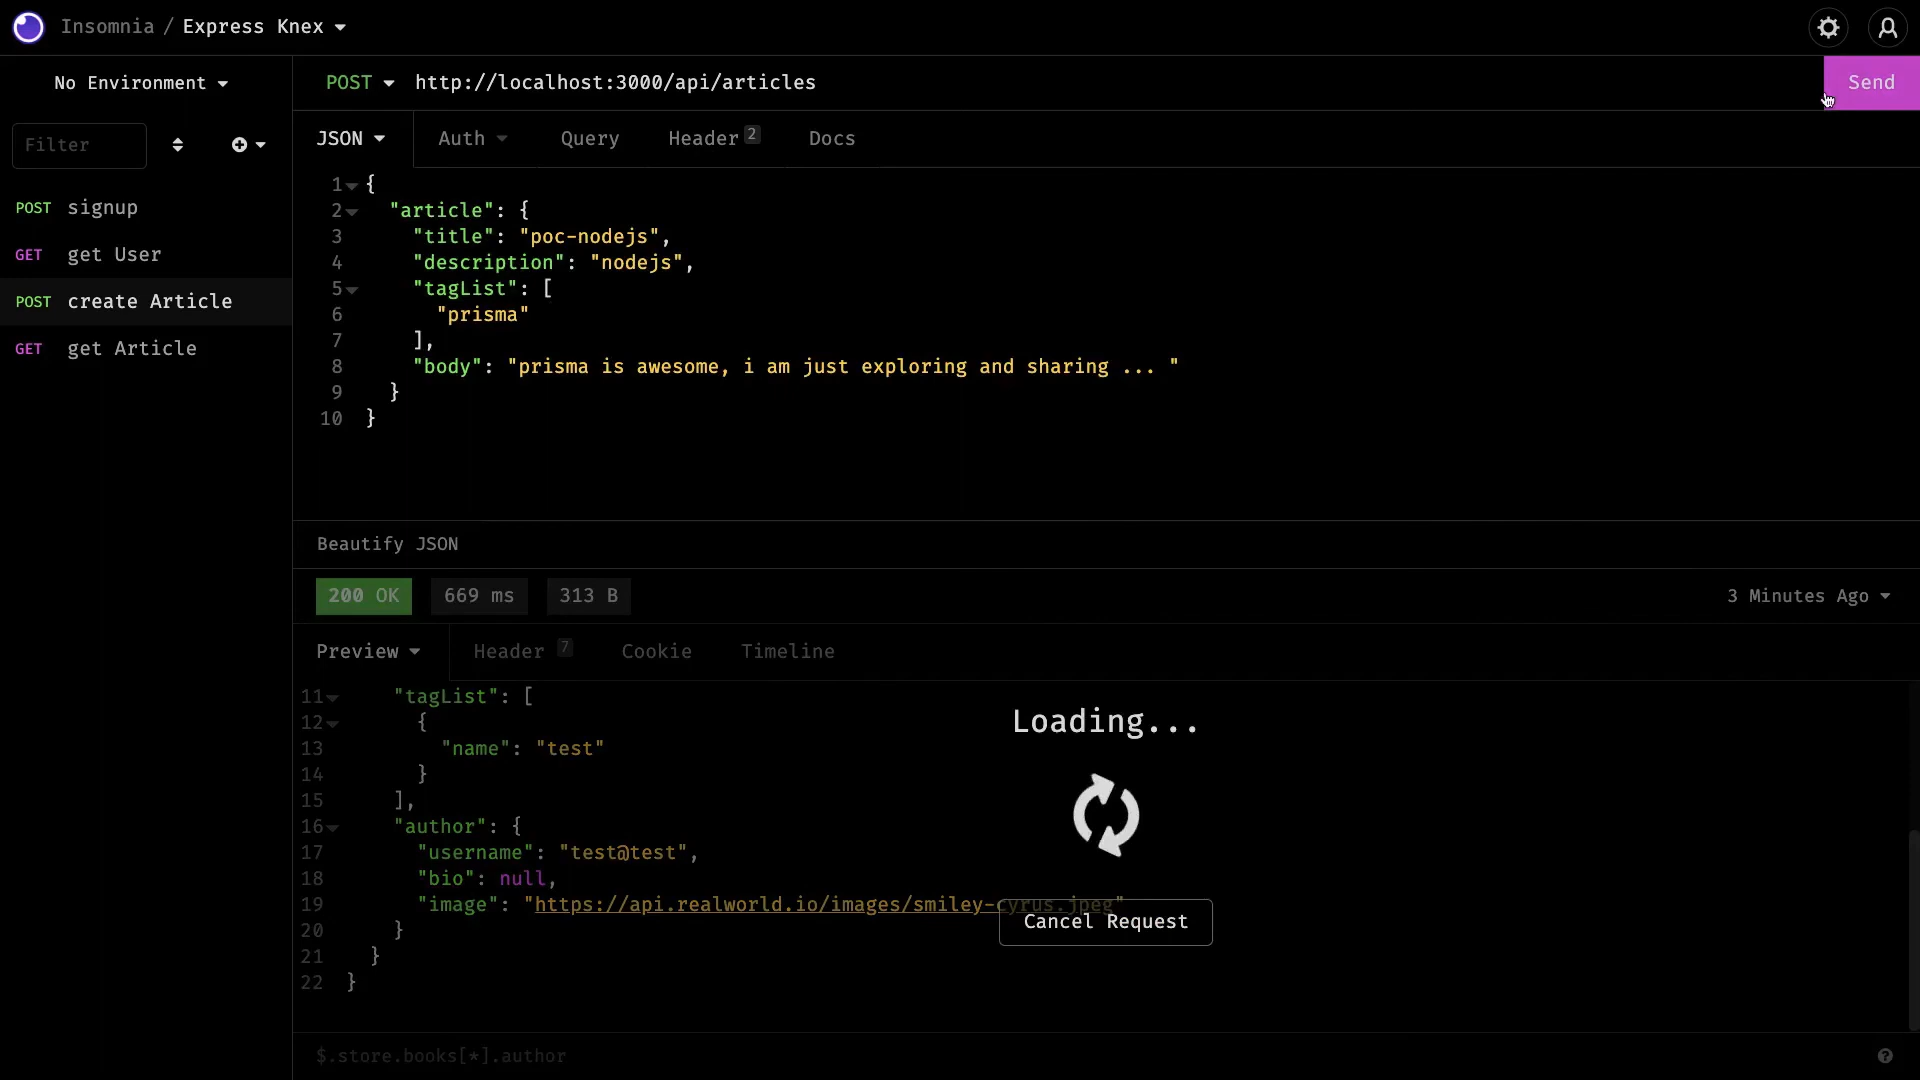 Insomnia / Express Knex
No Environment
POST http://localhost:3000/api/articles
Send
Filter
JSON Auth Query Header 2 Docs
POST signup
GET get User
POST create Article
GET get Article
1 {
2 "article": {
3 "title": "poc-nodejs",
4 "description": "nodejs",
5 "tagList": [
6 "prisma"
7 ],
8 "body": "prisma is awesome, i am just exploring and sharing ... "
9 }
10 }
Beautify JSON
200 OK 669 ms 313 B 3 Minutes Ago
Preview Header 7 Cookie Timeline
11 "tagList": [
12 {
13 "name": "test"
14 }
15 ],
16 "author": {
17 "username": "test@test",
18 "bio": null,
19 "image": "https://api.realworld.io/images/smiley-cyrus.jpeg"
20 }
21 }
22 }
Loading...
Cancel Request
$.store.books[*].author